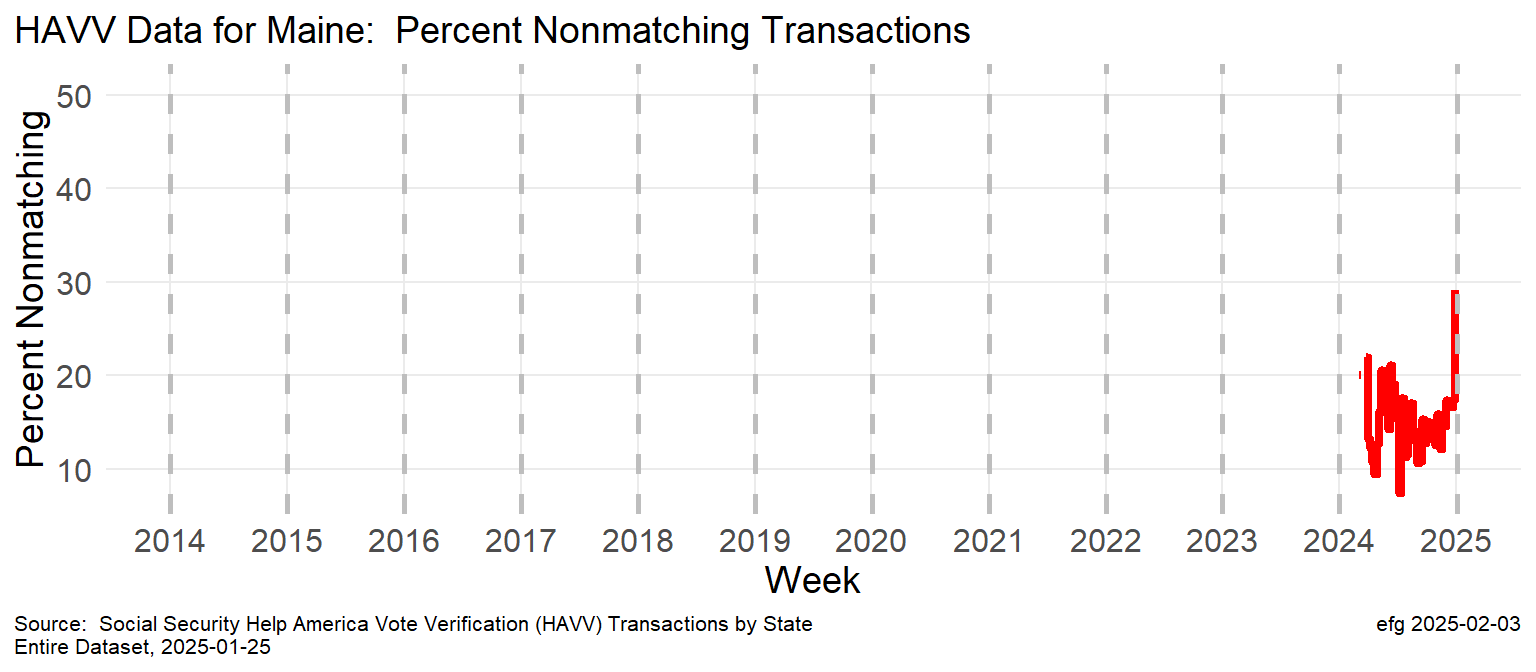 HAVV Data for Maine:  Percent Nonmatching Transactions
Percent Nonmatching
50
40
30
20
10
2014 2015 2016 2017 2018 2019 2020 2021 2022 2023 2024 2025
Week
Source:  Social Security Help America Vote Verification (HAVV) Transactions by State
Entire Dataset, 2025-01-25
efg 2025-02-03